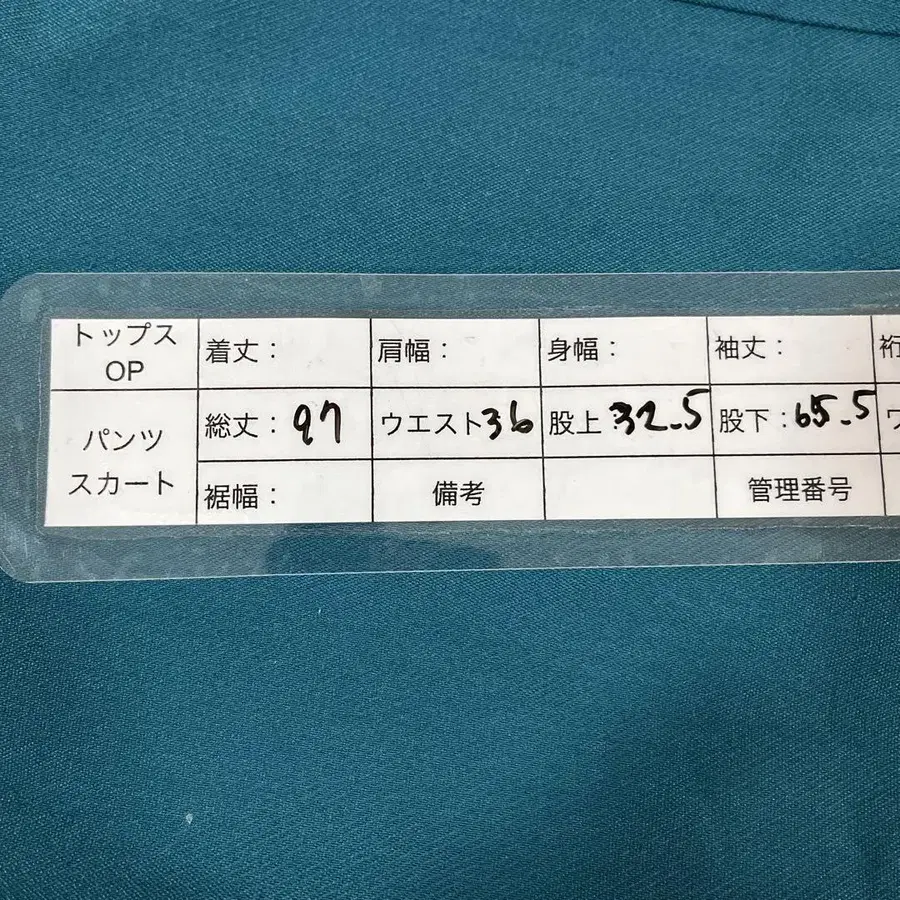 トップス OP 着丈： 肩幅： 身幅： 袖丈： 裄
パンツ スカート 総丈：97 ウエスト36 股上32.5 股下：65.5
裾幅： 備考 管理番号